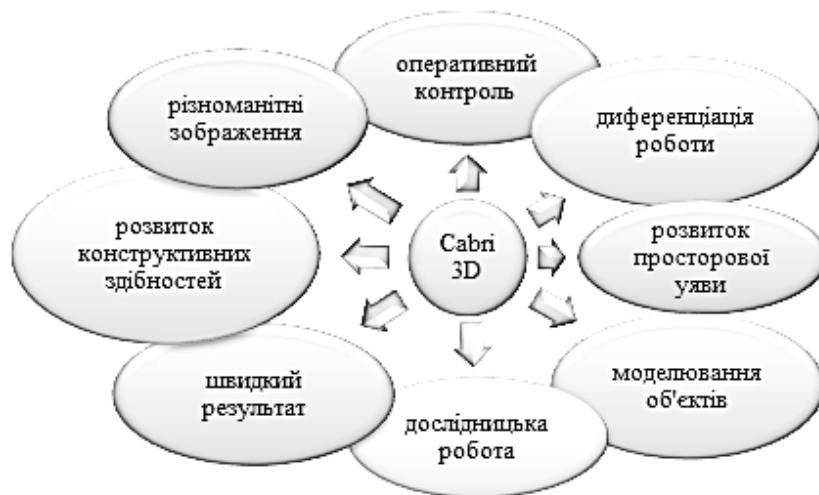 оперативний
контроль
різноманітні
зображення
диференціація
роботи
розвиток
конструктивних
здібностей
Cabri
3D
розвиток
просторової
уяви
швидкий
результат
моделювання
об'єктів
дослідницька
робота